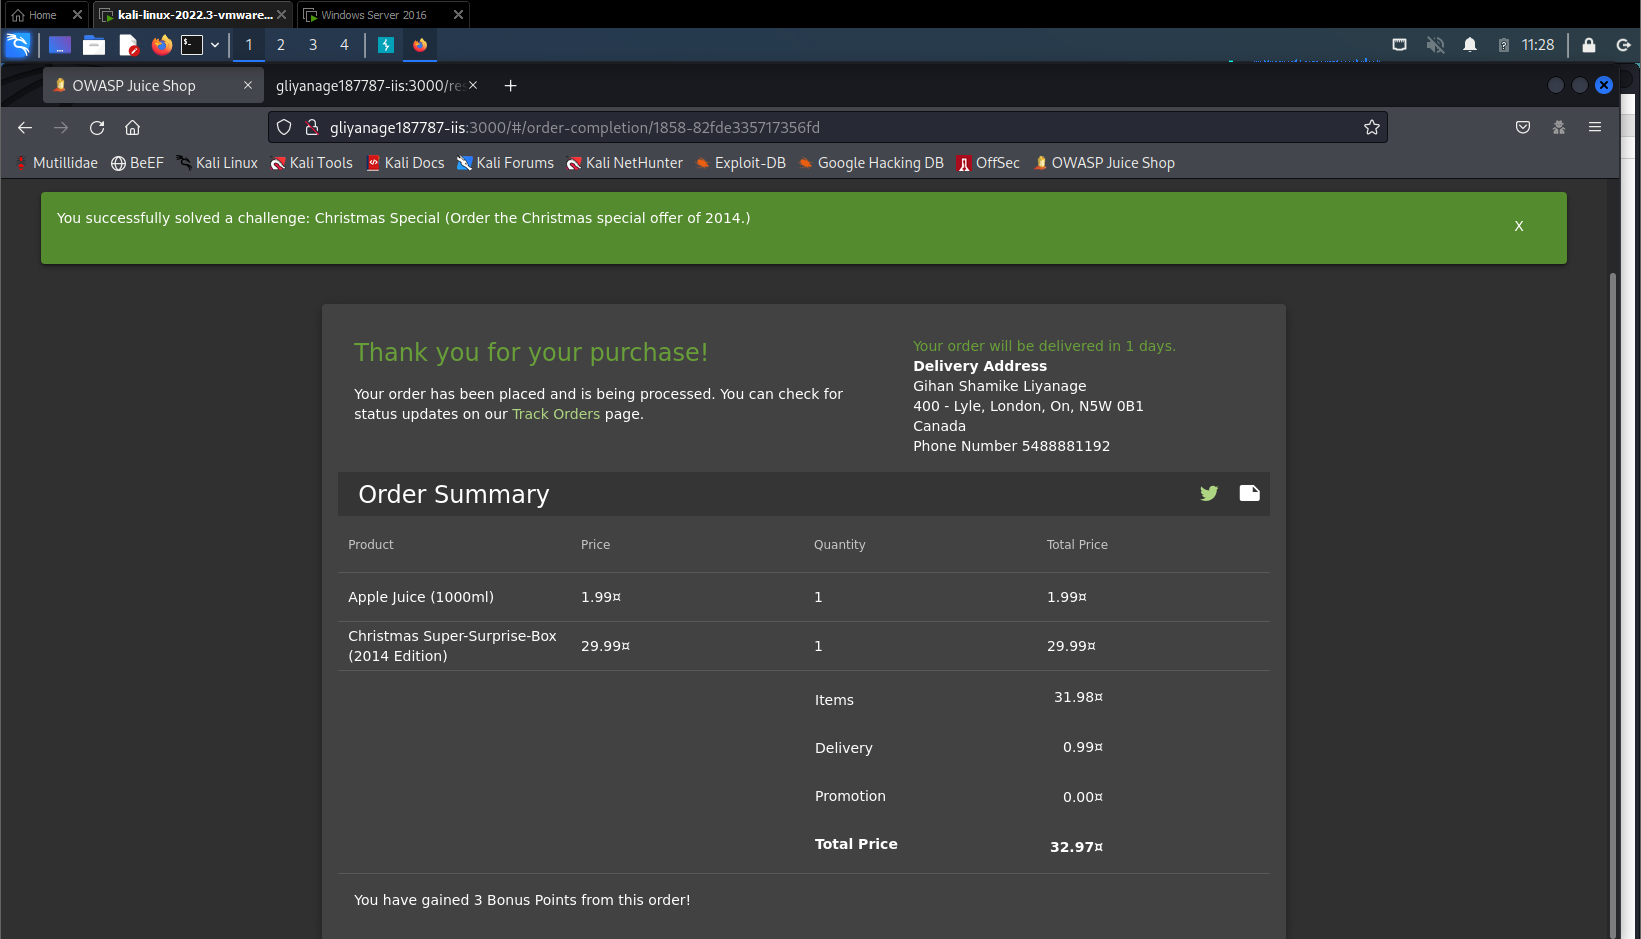 Home
kali-linux-2022.3-vmware...
Windows Server 2016
1 2 3 4
11:28
OWASP Juice Shop
gliyanage187787-iis:3000/re
gliyanage187787-iis:3000/#/order-completion/1858-82fde335717356fd
Mutillidae BeEF Kali Linux Kali Tools Kali Docs Kali Forums Kali NetHunter Exploit-DB Google Hacking DB OffSec OWASP Juice Shop
You successfully solved a challenge: Christmas Special (Order the Christmas special offer of 2014.)
X
Thank you for your purchase!
Your order has been placed and is being processed. You can check for
status updates on our Track Orders page.
Your order will be delivered in 1 days.
Delivery Address
Gihan Shamike Liyanage
400 - Lyle, London, On, N5W 0B1
Canada
Phone Number 5488881192
Order Summary
Product Price Quantity Total Price
Apple Juice (1000ml) 1.99¤ 1 1.99¤
Christmas Super-Surprise-Box
(2014 Edition) 29.99¤ 1 29.99¤
Items 31.98¤
Delivery 0.99¤
Promotion 0.00¤
Total Price 32.97¤
You have gained 3 Bonus Points from this order!